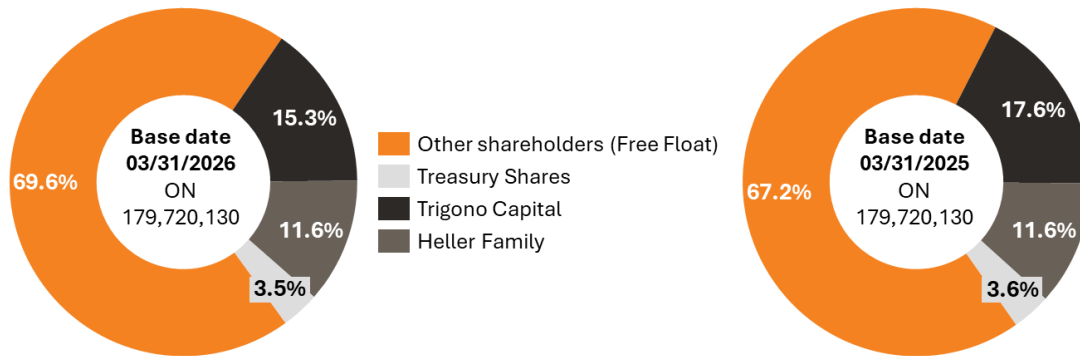 15.3%
Base date
03/31/2026
ON
179,720,130
69.6%
11.6%
3.5%
Other shareholders (Free Float)
Treasury Shares
Trigono Capital
Heller Family
17.6%
Base date
03/31/2025
ON
179,720,130
67.2%
11.6%
3.6%